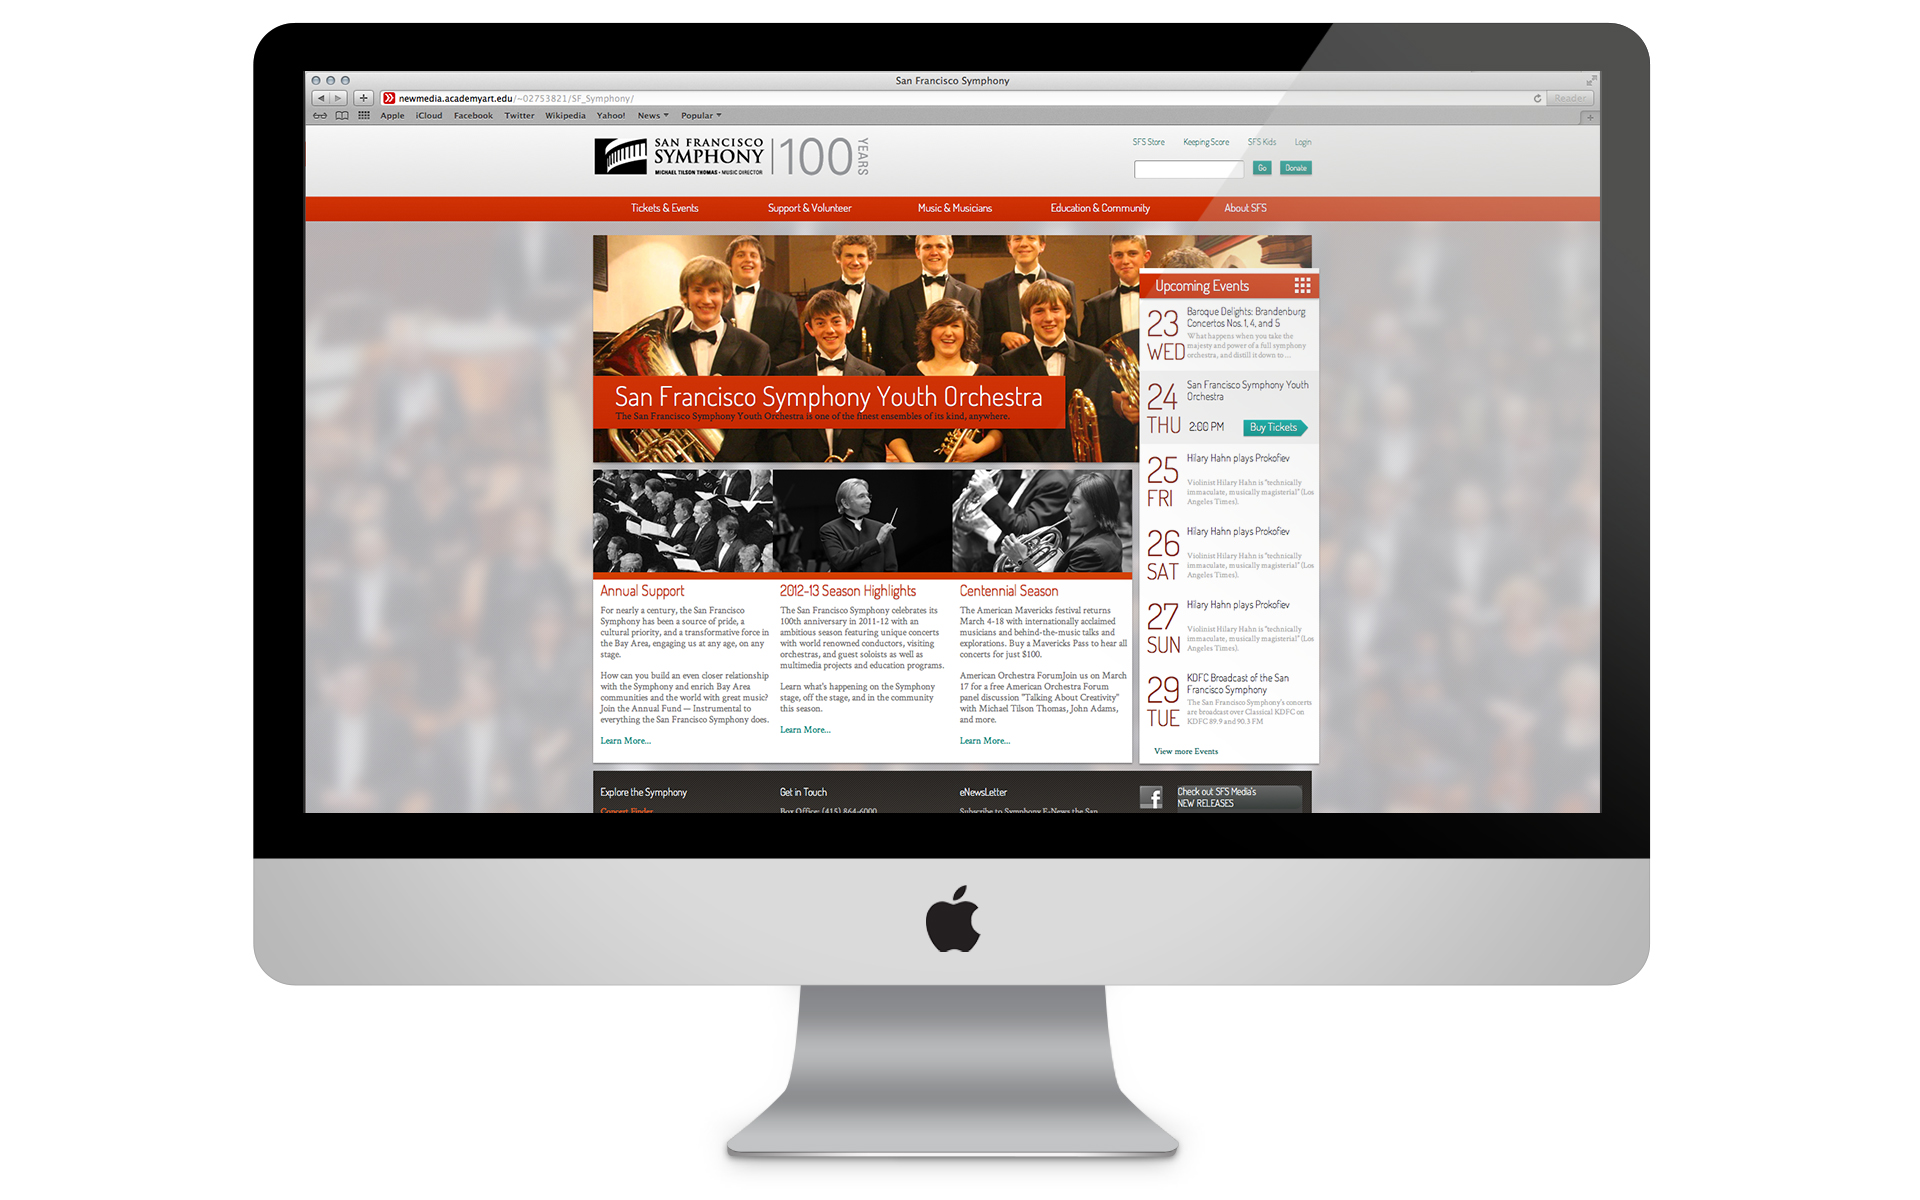 San Francisco Symphony
newmedia.academyart.edu/~02753821/SF_Symphony/
Reader
Apple iCloud Facebook Twitter Wikipedia Yahoo! News Popular
SAN FRANCISCO
SYMPHONY
MICHAEL TILSON THOMAS • MUSIC DIRECTOR
100 YEARS
SFS Store Keeping Score SFS Kids Login
Go Donate
Tickets & Events Support & Volunteer Music & Musicians Education & Community About SFS
San Francisco Symphony Youth Orchestra
The San Francisco Symphony Youth Orchestra is one of the finest ensembles of its kind, anywhere.
Upcoming Events
23 WED
Baroque Delights: Brandenburg
Concertos Nos. 1, 4, and 5
What happens when you take the
majesty and power of a full symphony
orchestra, and distill it down to ...
24 THU
San Francisco Symphony Youth
Orchestra
2:00 PM Buy Tickets
25 FRI
Hilary Hahn plays Prokofiev
Violinist Hilary Hahn is "technically
immaculate, musically magisterial" (Los
Angeles Times).
26 SAT
Hilary Hahn plays Prokofiev
Violinist Hilary Hahn is "technically
immaculate, musically magisterial" (Los
Angeles Times).
27 SUN
Hilary Hahn plays Prokofiev
Violinist Hilary Hahn is "technically
immaculate, musically magisterial" (Los
Angeles Times).
29 TUE
KDFC Broadcast of the San
Francisco Symphony
The San Francisco Symphony's concerts
are broadcast over Classical KDFC on
KDFC 89.9 and 90.3 FM
View more Events
Annual Support
For nearly a century, the San Francisco
Symphony has been a source of pride, a
cultural priority, and a transformative force in
the Bay Area, engaging us at any age, on any
stage.
How can you build an even closer relationship
with the Symphony and enrich Bay Area
communities and the world with great music?
Join the Annual Fund — Instrumental to
everything the San Francisco Symphony does.
Learn More...
2012-13 Season Highlights
The San Francisco Symphony celebrates its
100th anniversary in 2011-12 with an
ambitious season featuring unique concerts
with world renowned conductors, visiting
orchestras, and guest soloists as well as
multimedia projects and education programs.
Learn what's happening on the Symphony
stage, off the stage, and in the community
this season.
Learn More...
Centennial Season
The American Mavericks festival returns
March 4-18 with internationally acclaimed
musicians and behind-the-music talks and
explorations. Buy a Mavericks Pass to hear all
concerts for just $100.
American Orchestra ForumJoin us on March
17 for a free American Orchestra Forum
panel discussion "Talking About Creativity"
with Michael Tilson Thomas, John Adams,
and more.
Learn More...
Explore the Symphony
Concert Finder
Get in Touch
Box Office: (415) 864-6000
eNewsLetter
Subscribe to Symphony E-News the San
Check out SFS Media's
NEW RELEASES